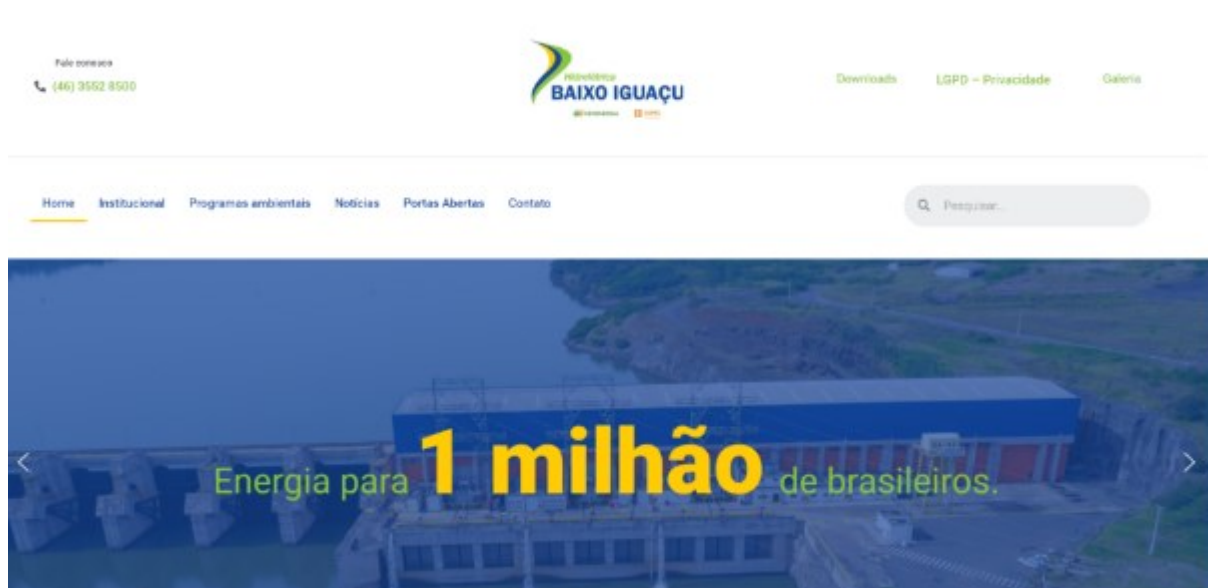 Fale conosco
(46) 3552 8500
Hidrelétrica
BAIXO IGUAÇU
Downloads
LGPD – Privacidade
Galeria
Home
Institucional
Programas ambientais
Notícias
Portas Abertas
Contato
Pesquisar...
Energia para 1 milhão de brasileiros.